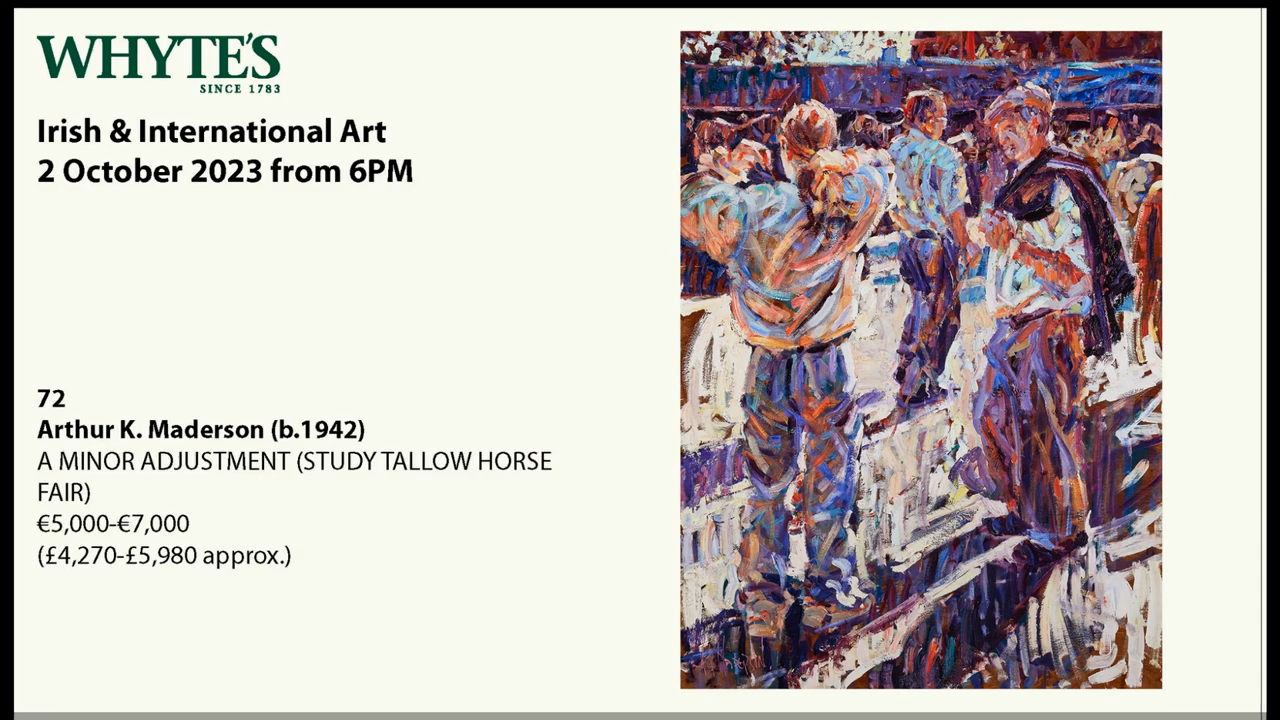 WHYTE'S
SINCE 1783
Irish & International Art
2 October 2023 from 6PM
72
Arthur K. Maderson (b.1942)
A MINOR ADJUSTMENT (STUDY TALLOW HORSE
FAIR)
€5,000-€7,000
(£4,270-£5,980 approx.)